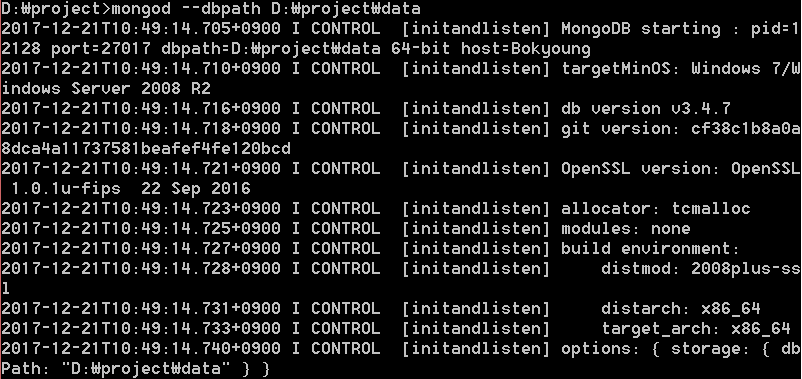 D:₩project>mongod --dbpath D:₩project₩data
2017-12-21T10:49:14.705+0900 I CONTROL  [initandlisten] MongoDB starting : pid=1
2128 port=27017 dbpath=D:₩project₩data 64-bit host=Bokyoung
2017-12-21T10:49:14.710+0900 I CONTROL  [initandlisten] targetMinOS: Windows 7/W
indows Server 2008 R2
2017-12-21T10:49:14.716+0900 I CONTROL  [initandlisten] db version v3.4.7
2017-12-21T10:49:14.718+0900 I CONTROL  [initandlisten] git version: cf38c1b8a0a
8dca4a11737581beafef4fe120bcd
2017-12-21T10:49:14.721+0900 I CONTROL  [initandlisten] OpenSSL version: OpenSSL
 1.0.1u-fips  22 Sep 2016
2017-12-21T10:49:14.723+0900 I CONTROL  [initandlisten] allocator: tcmalloc
2017-12-21T10:49:14.725+0900 I CONTROL  [initandlisten] modules: none
2017-12-21T10:49:14.727+0900 I CONTROL  [initandlisten] build environment:
2017-12-21T10:49:14.728+0900 I CONTROL  [initandlisten]     distmod: 2008plus-ss
l
2017-12-21T10:49:14.731+0900 I CONTROL  [initandlisten]     distarch: x86_64
2017-12-21T10:49:14.733+0900 I CONTROL  [initandlisten]     target_arch: x86_64
2017-12-21T10:49:14.740+0900 I CONTROL  [initandlisten] options: { storage: { db
Path: "D:₩project₩data" } }